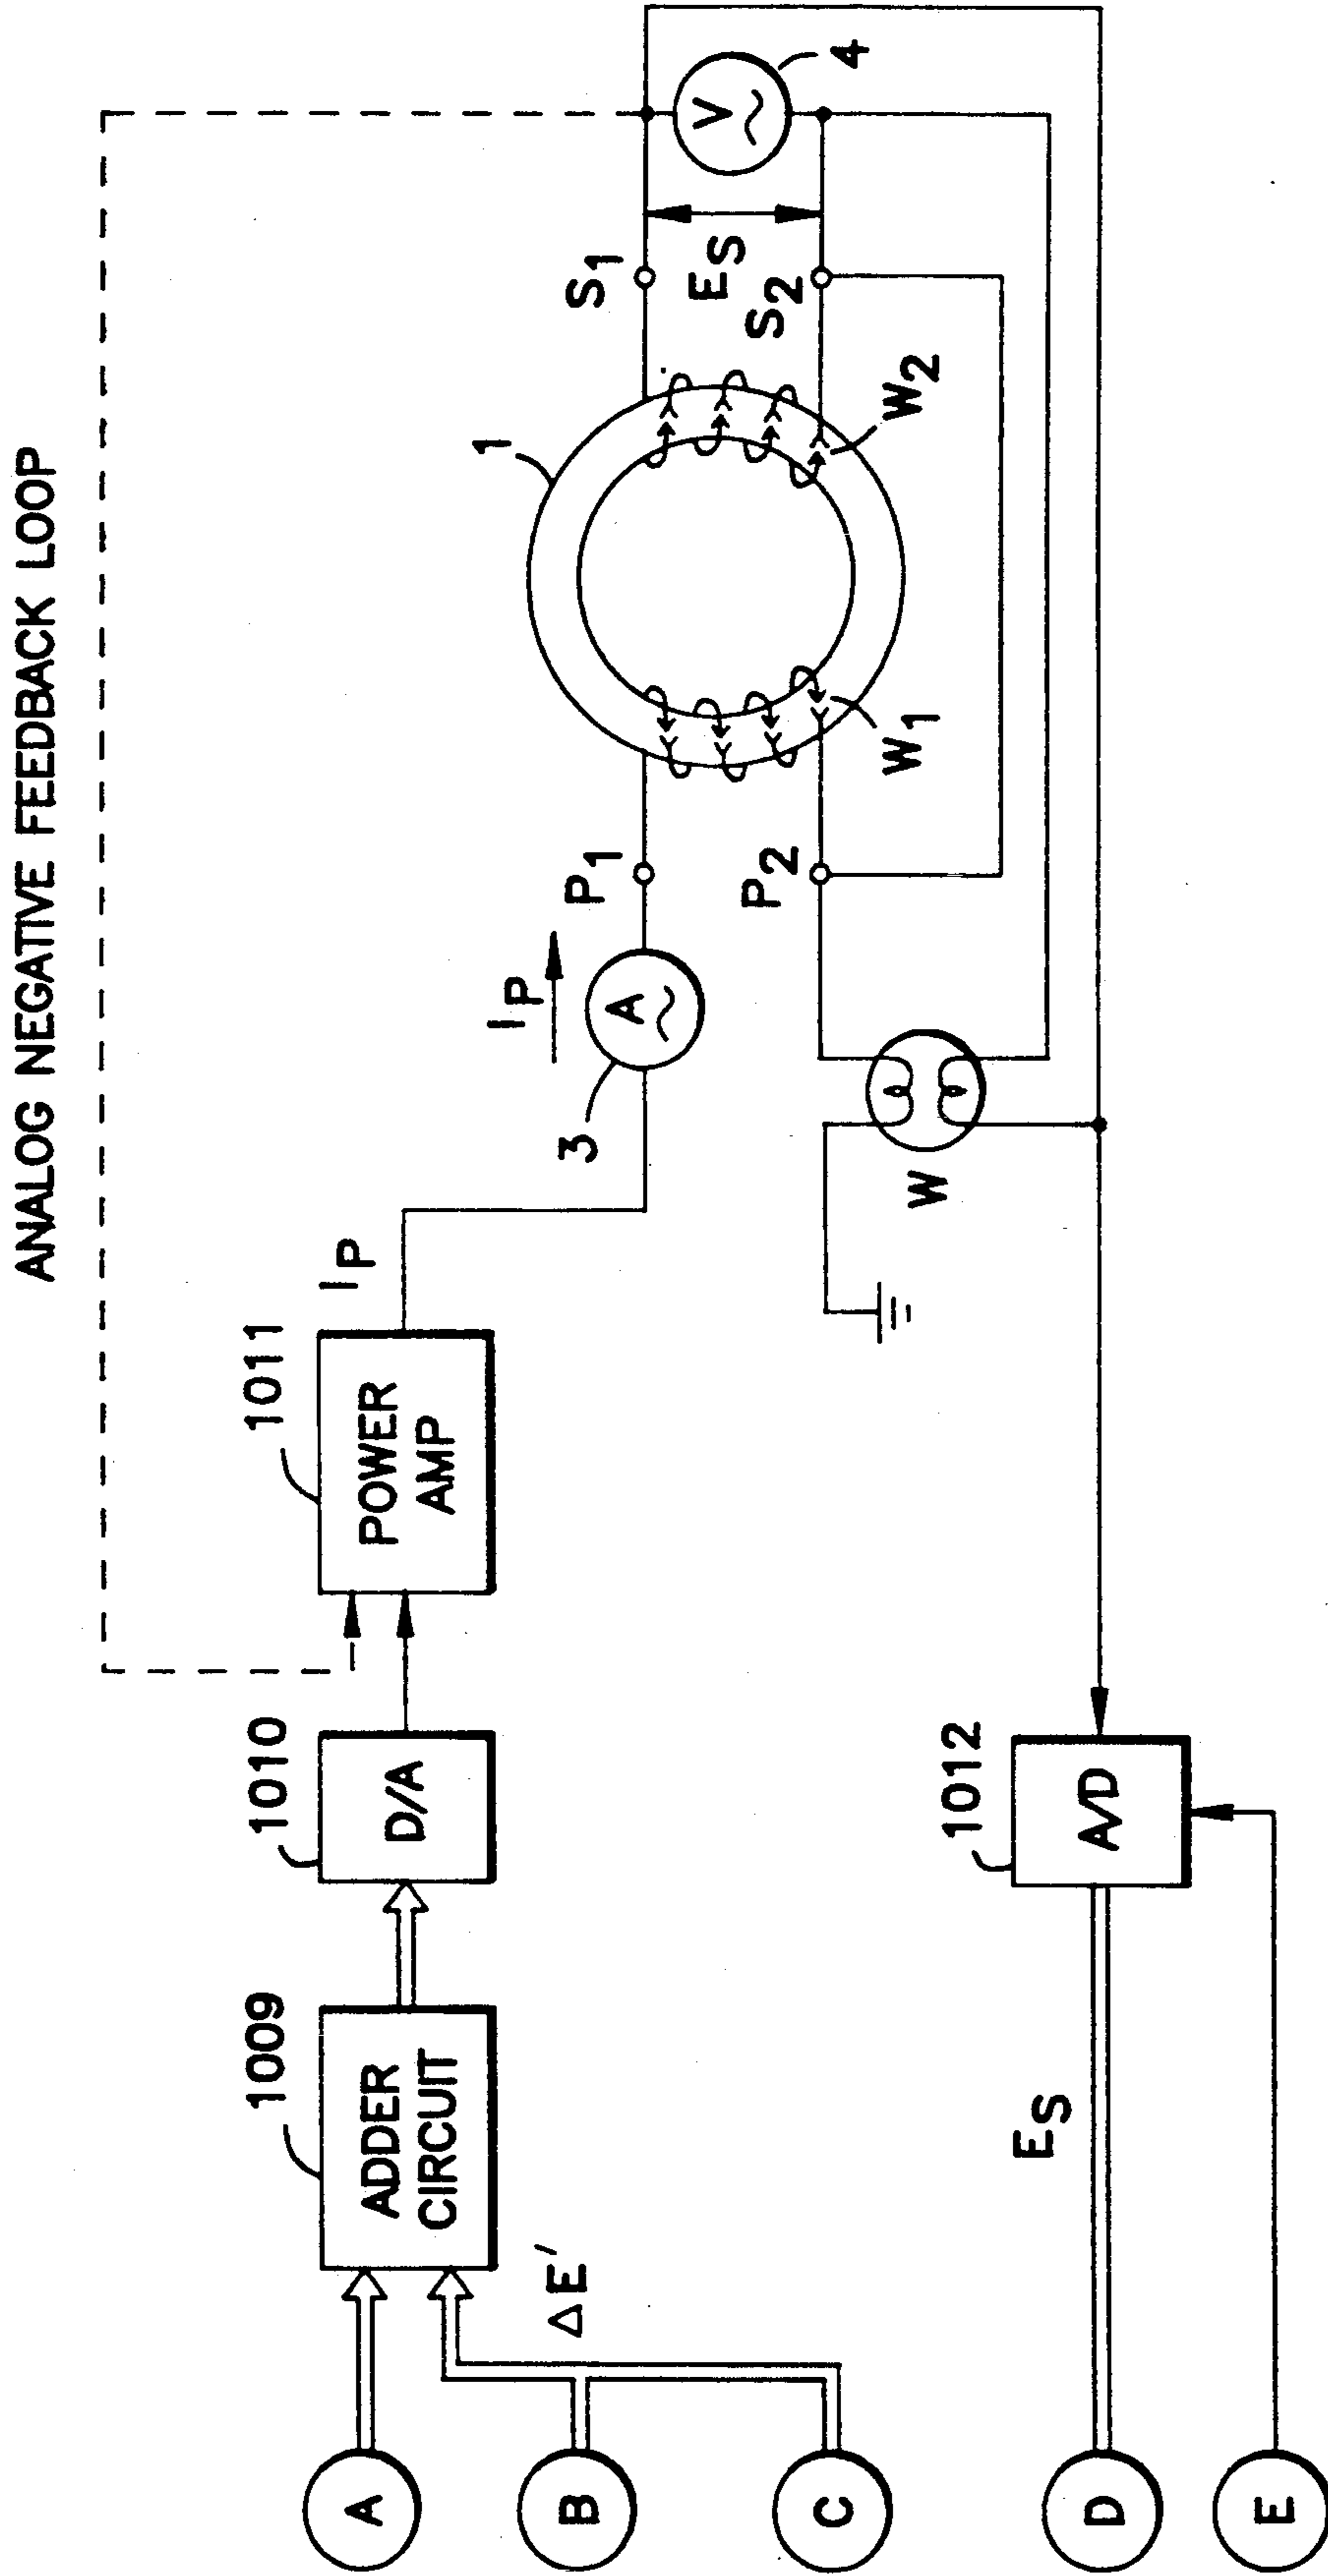 ANALOG NEGATIVE FEEDBACK LOOP
A
B
C
D
E
ΔE'
1009
ADDER
CIRCUIT
1010
D/A
1011
POWER
AMP
IP
IP
3
A
P1
P2
1
W1
W2
S1
ES
S2
V
4
W
1012
A/D
ES